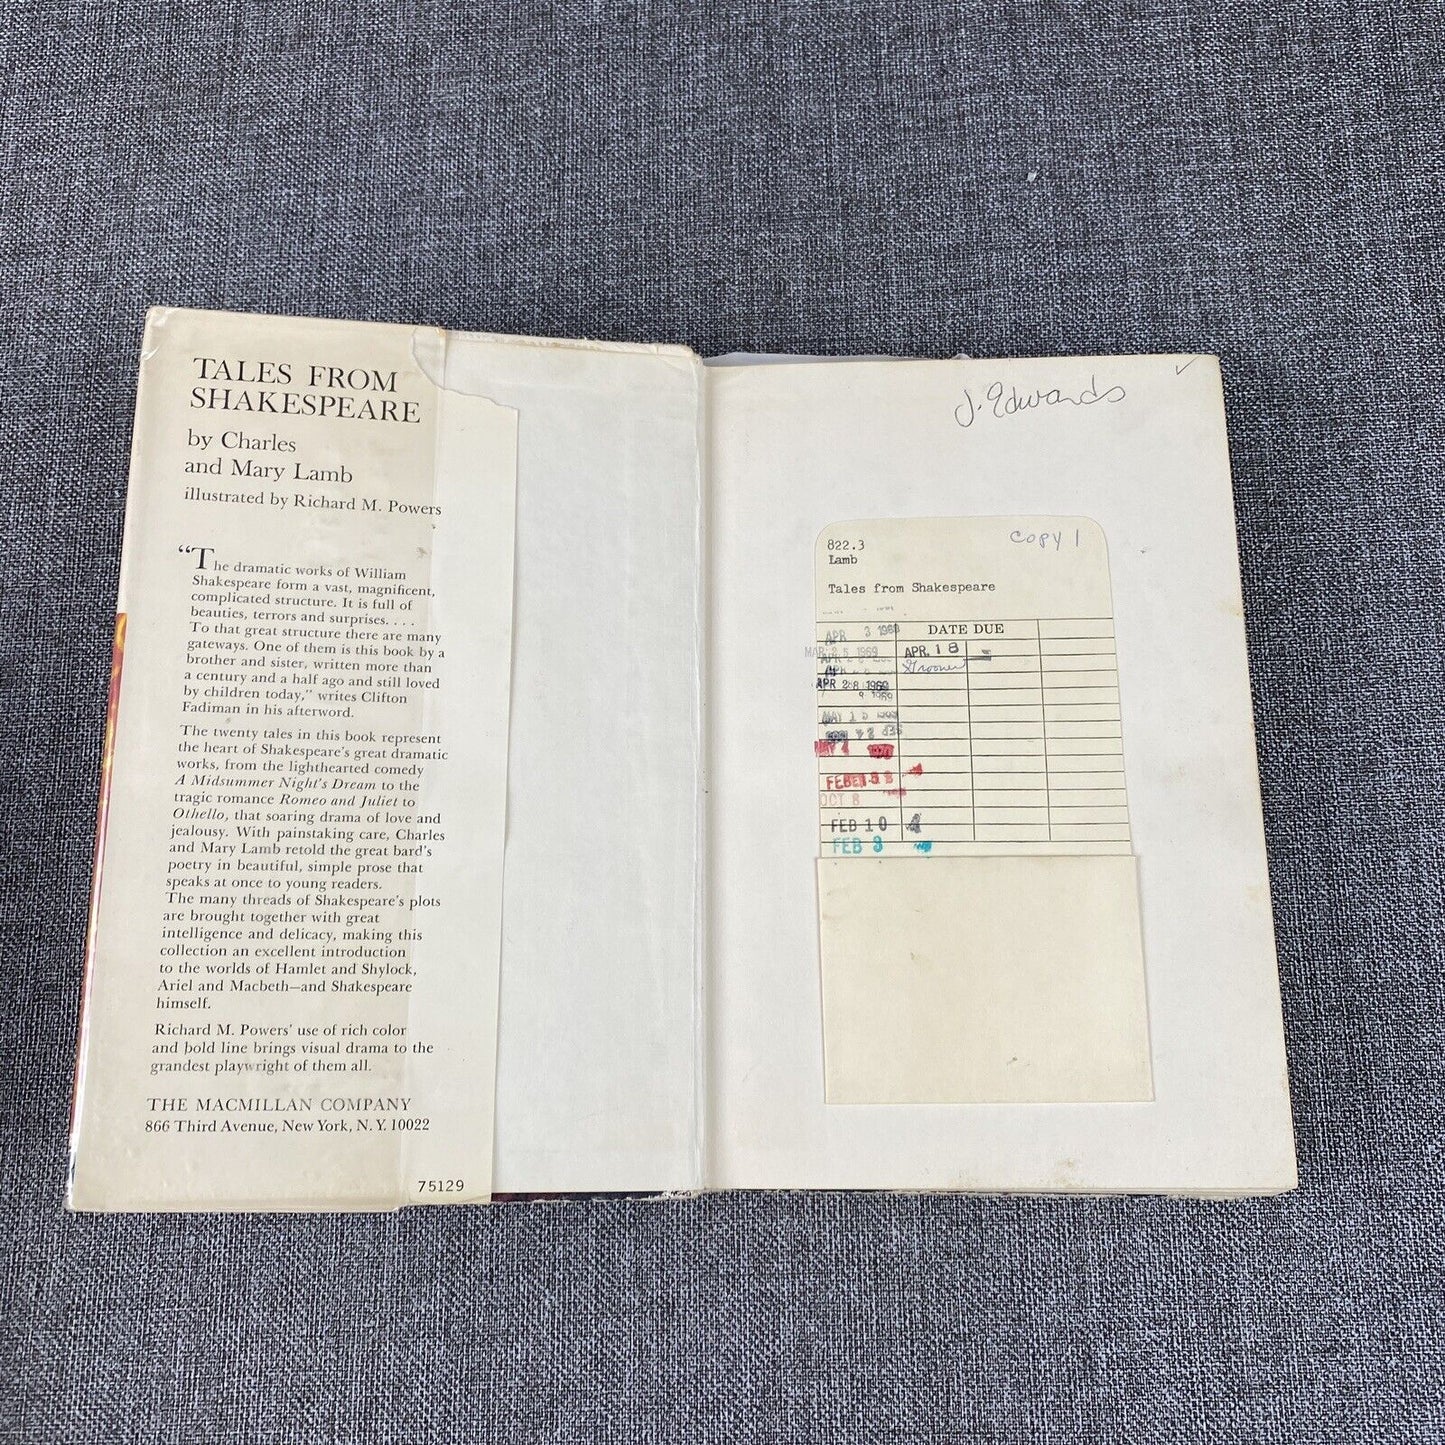 TALES FROM
SHAKESPEARE
by Charles
and Mary Lamb
illustrated by Richard M. Powers
“The dramatic works of William
Shakespeare form a vast, magnificent,
complicated structure. It is full of
beauties, terrors and surprises. . . .
To that great structure there are many
gateways. One of them is this book by a
brother and sister, written more than
a century and a half ago and still loved
by children today,” writes Clifton
Fadiman in his afterword.
The twenty tales in this book represent
the heart of Shakespeare’s great dramatic
works, from the lighthearted comedy
A Midsummer Night’s Dream to the
tragic romance Romeo and Juliet to
Othello, that soaring drama of love and
jealousy. With painstaking care, Charles
and Mary Lamb retold the great bard’s
poetry in beautiful, simple prose that
speaks at once to young readers.
The many threads of Shakespeare’s plots
are brought together with great
intelligence and delicacy, making this
collection an excellent introduction
to the worlds of Hamlet and Shylock,
Ariel and Macbeth—and Shakespeare
himself.
Richard M. Powers’ use of rich color
and bold line brings visual drama to the
grandest playwright of them all.
THE MACMILLAN COMPANY
866 Third Avenue, New York, N.Y. 10022
75129
J. Edwards
Copy 1
822.3
Lamb
Tales from Shakespeare
DATE DUE
APR 3
MAR 25 1969
APR. 18
APR 28 1969
MAY 15
OCT 8
FEB 10
FEB 3